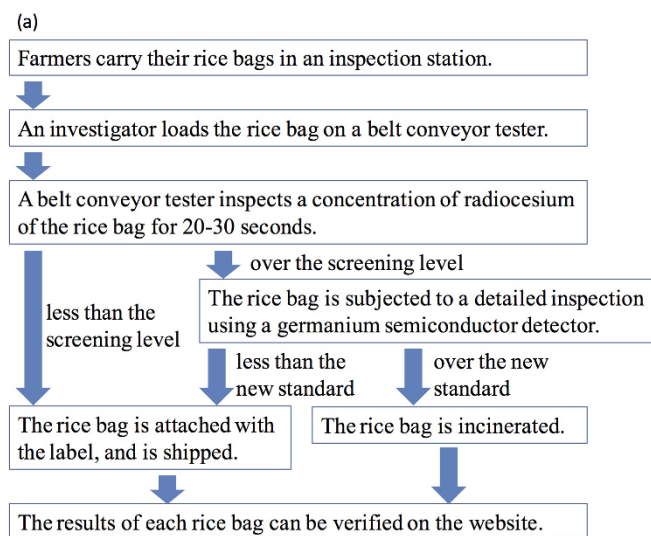 (a)
Farmers carry their rice bags in an inspection station.
An investigator loads the rice bag on a belt conveyor tester.
A belt conveyor tester inspects a concentration of radiocesium
of the rice bag for 20-30 seconds.
over the screening level
The rice bag is subjected to a detailed inspection
using a germanium semiconductor detector.
less than the
screening level
less than the
new standard
over the new
standard
The rice bag is attached with
the label, and is shipped.
The rice bag is incinerated.
The results of each rice bag can be verified on the website.